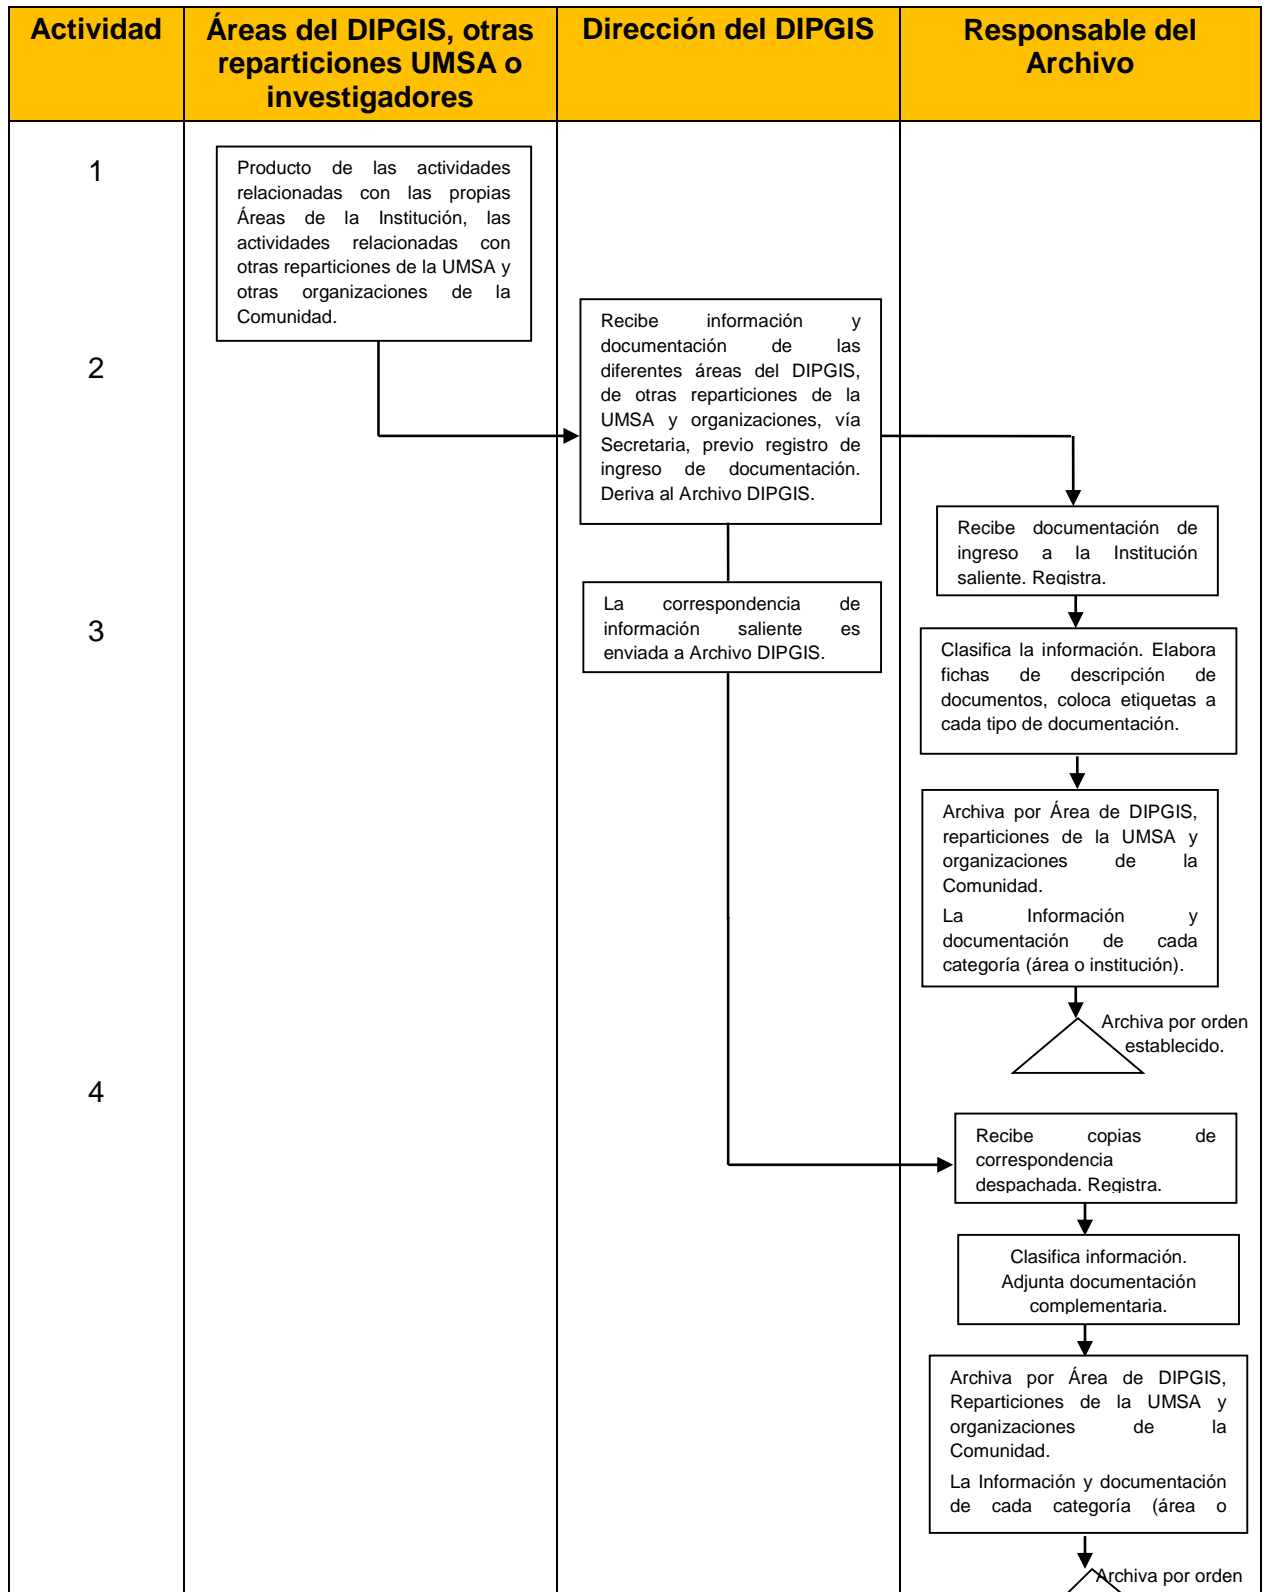 Actividad
Áreas del DIPGIS, otras
reparticiones UMSA o
investigadores
Dirección del DIPGIS
Responsable del
Archivo
1
Producto de las actividades
relacionadas con las propias
Áreas de la Institución, las
actividades relacionadas con
otras reparticiones de la UMSA y
otras organizaciones de la
Comunidad.
2
Recibe información y
documentación de las
diferentes áreas del DIPGIS,
de otras reparticiones de la
UMSA y organizaciones, vía
Secretaria, previo registro de
ingreso de documentación.
Deriva al Archivo DIPGIS.
Recibe documentación de
ingreso a la Institución
saliente. Registra.
3
La correspondencia de
información saliente es
enviada a Archivo DIPGIS.
Clasifica la información. Elabora
fichas de descripción de
documentos, coloca etiquetas a
cada tipo de documentación.
Archiva por Área de DIPGIS,
reparticiones de la UMSA y
organizaciones de la
Comunidad.
La Información y
documentación de cada
categoría (área o institución).
Archiva por orden
establecido.
4
Recibe copias de
correspondencia
despachada. Registra.
Clasifica información.
Adjunta documentación
complementaria.
Archiva por Área de DIPGIS,
Reparticiones de la UMSA y
organizaciones de la
Comunidad.
La Información y documentación
de cada categoría (área o
Archiva por orden